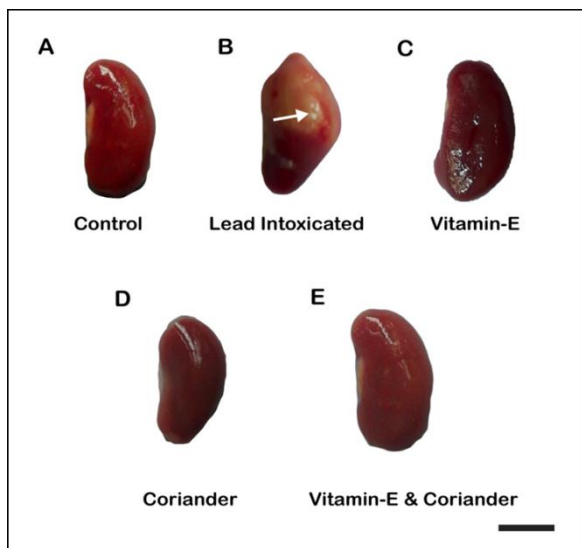 A
B
C
Control
Lead Intoxicated
Vitamin-E
D
E
Coriander
Vitamin-E & Coriander